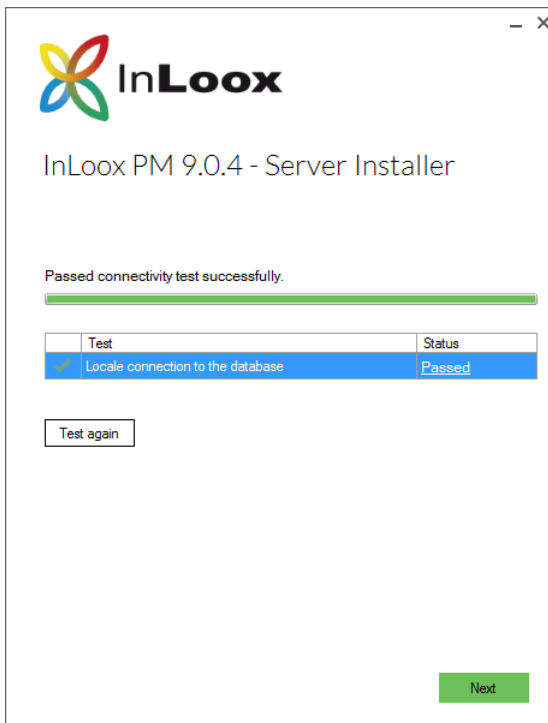 InLoox
InLoox PM 9.0.4 - Server Installer
Passed connectivity test successfully.
Test Status
Locale connection to the database Passed
Test again
Next